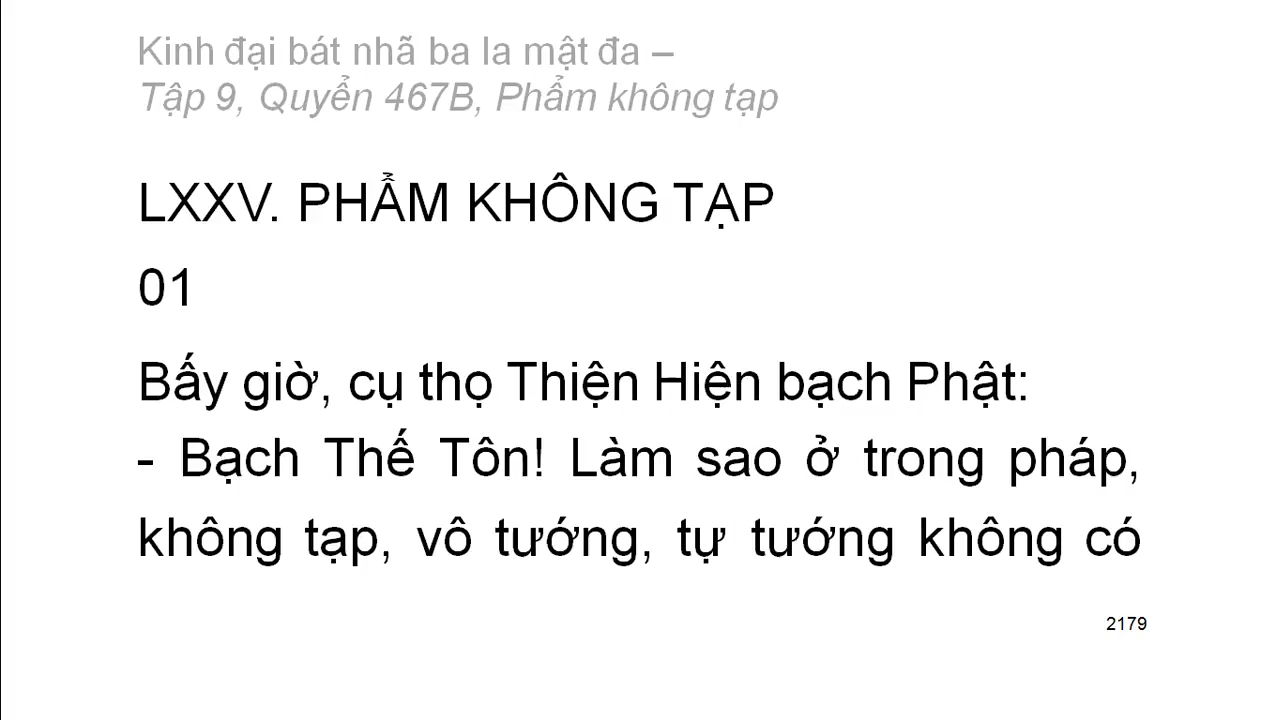 Kinh đại bát nhã ba la mật đa –
Tập 9, Quyển 467B, Phẩm không tạp
LXXV. PHẨM KHÔNG TẠP
01
Bấy giờ, cụ thọ Thiện Hiện bạch Phật:
- Bạch Thế Tôn! Làm sao ở trong pháp,
không tạp, vô tướng, tự tướng không có
2179